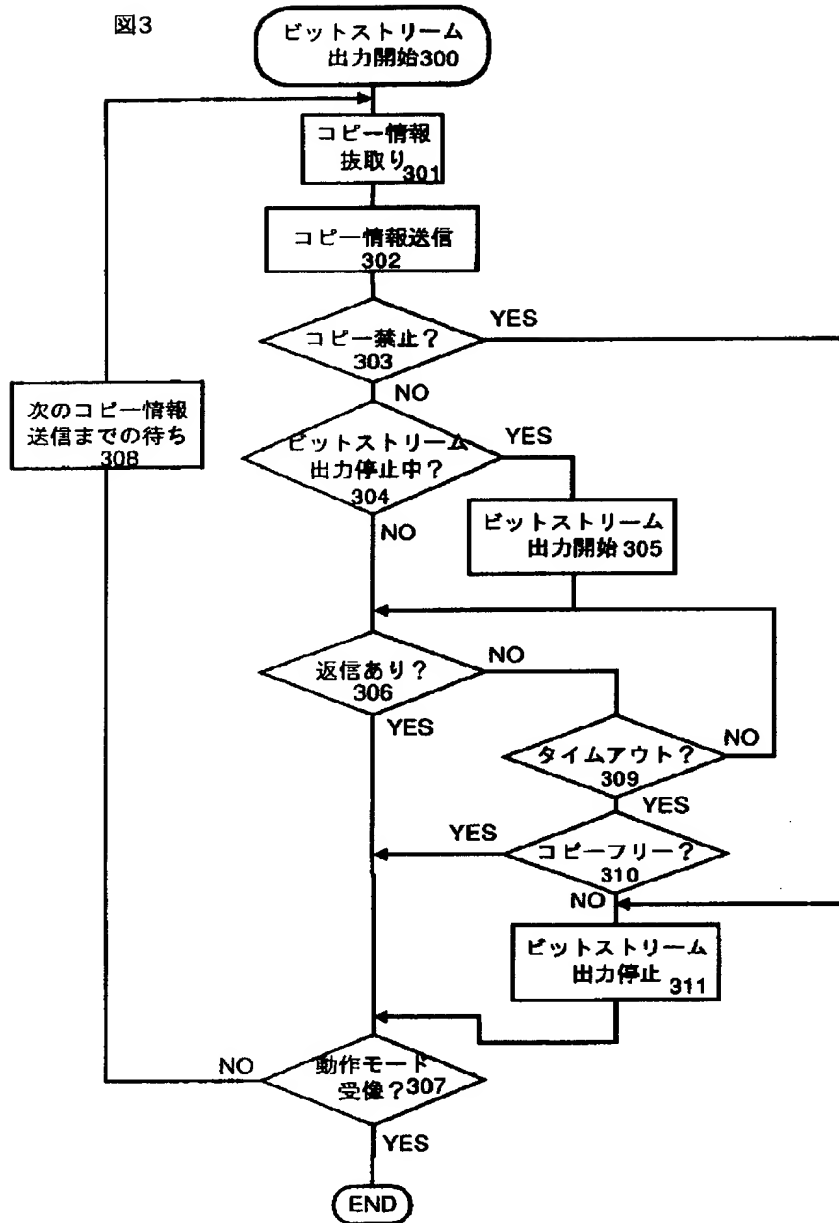 図3
ビットストリーム
出力開始300
コピー情報
抜取り
301
コピー情報送信
302
コピー禁止?
303
YES
NO
次のコピー情報
送信までの待ち
308
ビットストリーム
出力停止中?
304
YES
NO
ビットストリーム
出力開始 305
返信あり?
306
NO
YES
タイムアウト?
309
NO
YES
コピーフリー?
310
YES
NO
ビットストリーム
出力停止 311
動作モード
受像?307
NO
YES
END